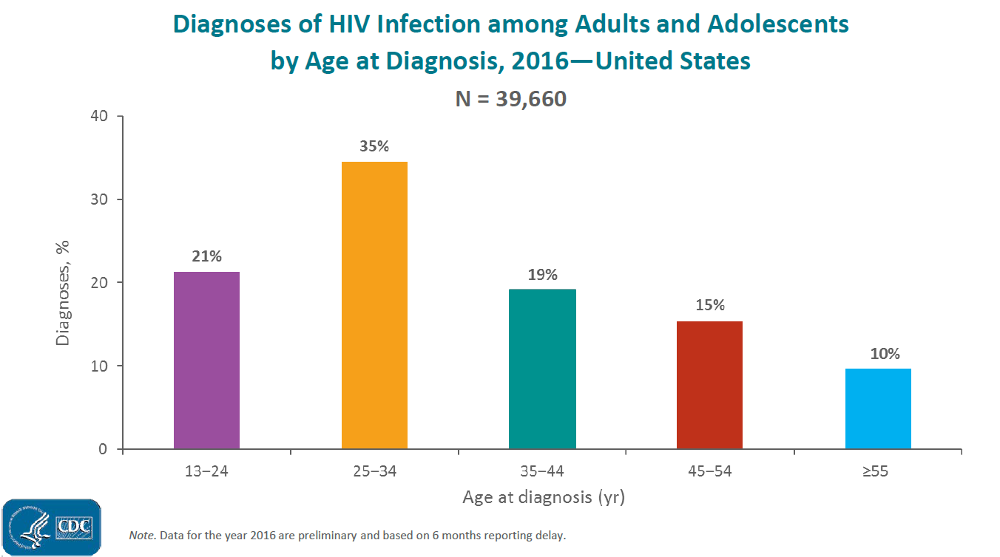 Diagnoses of HIV Infection among Adults and Adolescents
by Age at Diagnosis, 2016—United States
N = 39,660
Diagnoses, %
40
30
20
10
0
21%
35%
19%
15%
10%
13–24
25–34
35–44
45–54
≥55
Age at diagnosis (yr)
CDC
Note. Data for the year 2016 are preliminary and based on 6 months reporting delay.